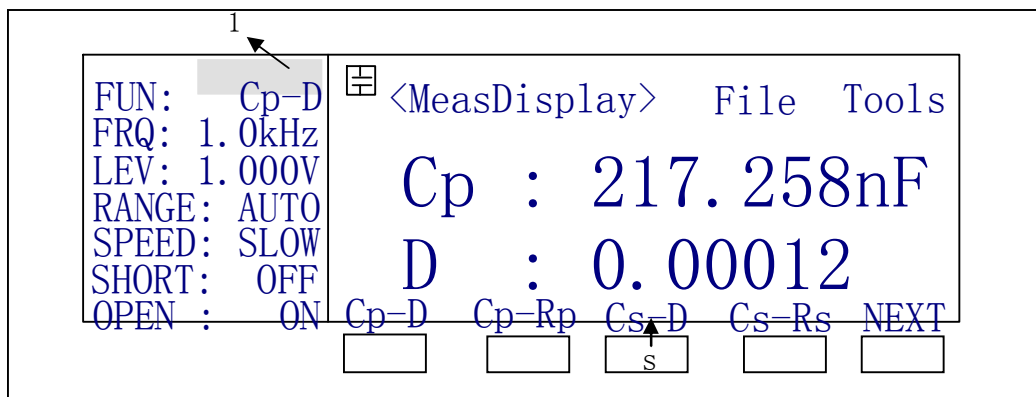 1
FUN: Cp-D
FRQ: 1.0kHz
LEV: 1.000V
RANGE: AUTO
SPEED: SLOW
SHORT: OFF
OPEN : ON
<MeasDisplay> File Tools
Cp : 217.258nF
D : 0.00012
Cp-D Cp-Rp Cs-D Cs-Rs NEXT
s